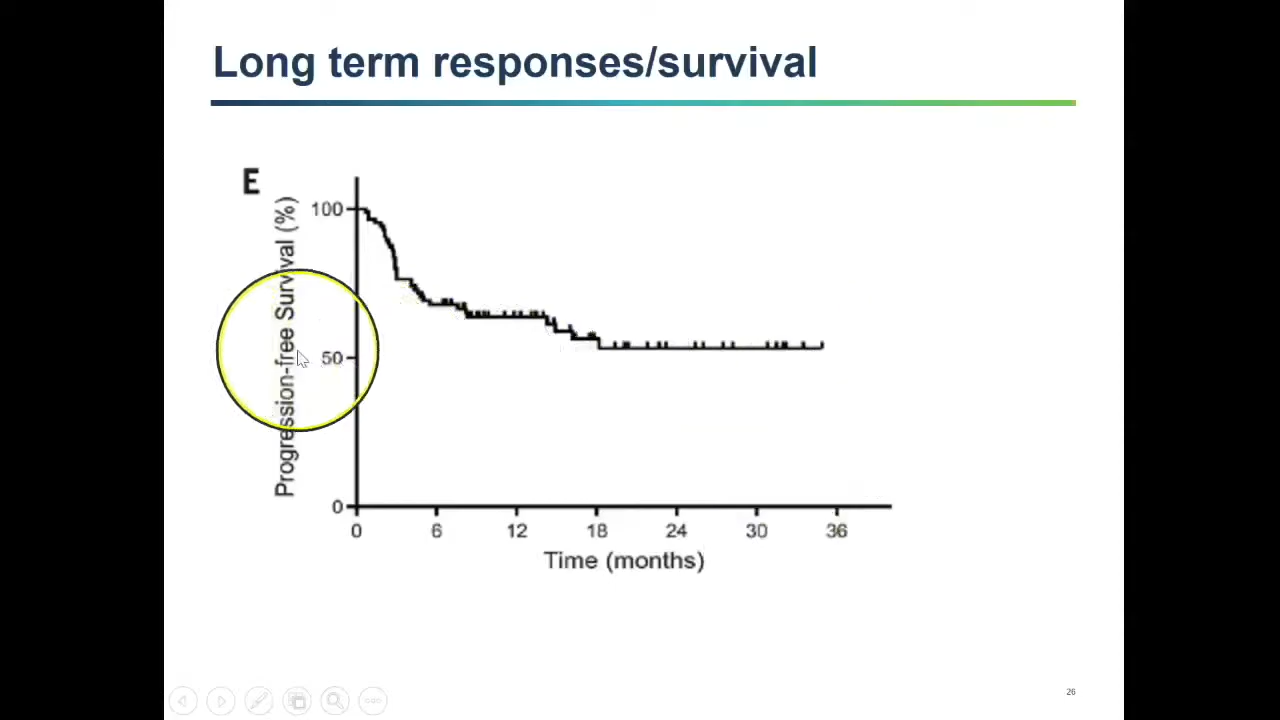 Long term responses/survival
E
Progression-free Survival (%)
100
50
0
0 6 12 18 24 30 36
Time (months)
26